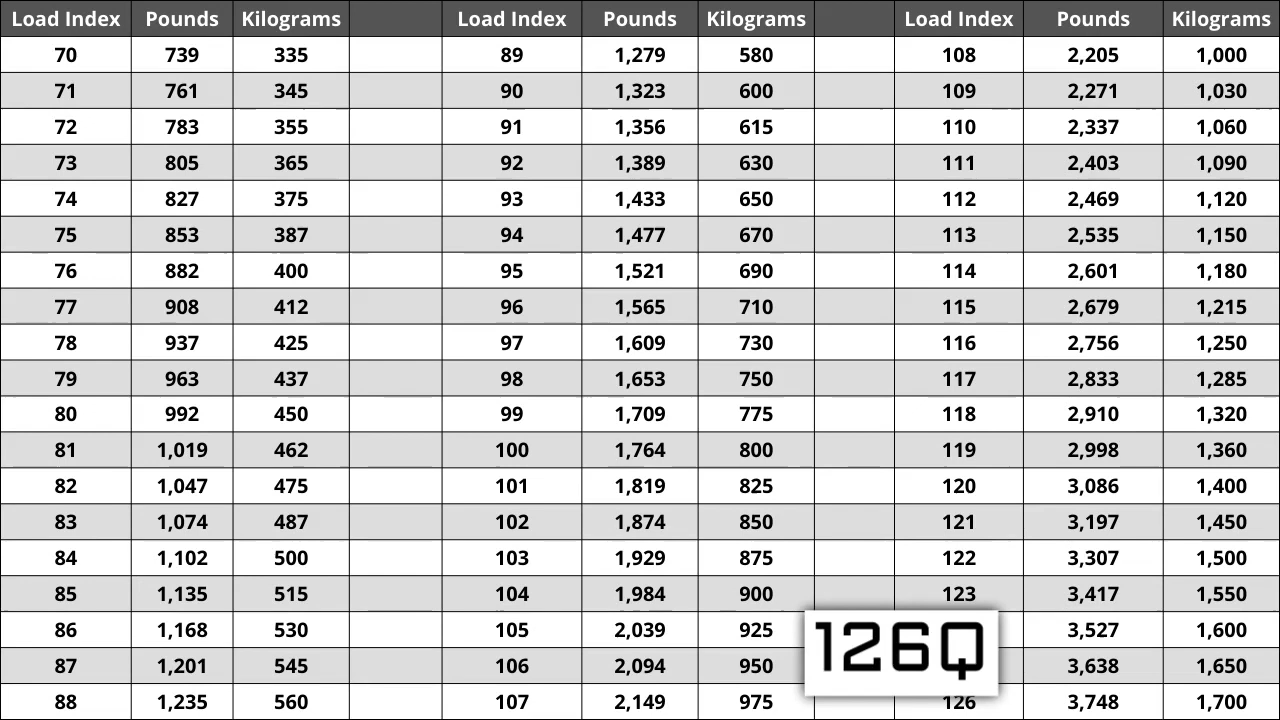 Load Index Pounds Kilograms Load Index Pounds Kilograms Load Index Pounds Kilograms
70 739 335 89 1,279 580 108 2,205 1,000
71 761 345 90 1,323 600 109 2,271 1,030
72 783 355 91 1,356 615 110 2,337 1,060
73 805 365 92 1,389 630 111 2,403 1,090
74 827 375 93 1,433 650 112 2,469 1,120
75 853 387 94 1,477 670 113 2,535 1,150
76 882 400 95 1,521 690 114 2,601 1,180
77 908 412 96 1,565 710 115 2,679 1,215
78 937 425 97 1,609 730 116 2,756 1,250
79 963 437 98 1,653 750 117 2,833 1,285
80 992 450 99 1,709 775 118 2,910 1,320
81 1,019 462 100 1,764 800 119 2,998 1,360
82 1,047 475 101 1,819 825 120 3,086 1,400
83 1,074 487 102 1,874 850 121 3,197 1,450
84 1,102 500 103 1,929 875 122 3,307 1,500
85 1,135 515 104 1,984 900 123 3,417 1,550
86 1,168 530 105 2,039 925 3,527 1,600
126Q
87 1,201 545 106 2,094 950 3,638 1,650
88 1,235 560 107 2,149 975 126 3,748 1,700